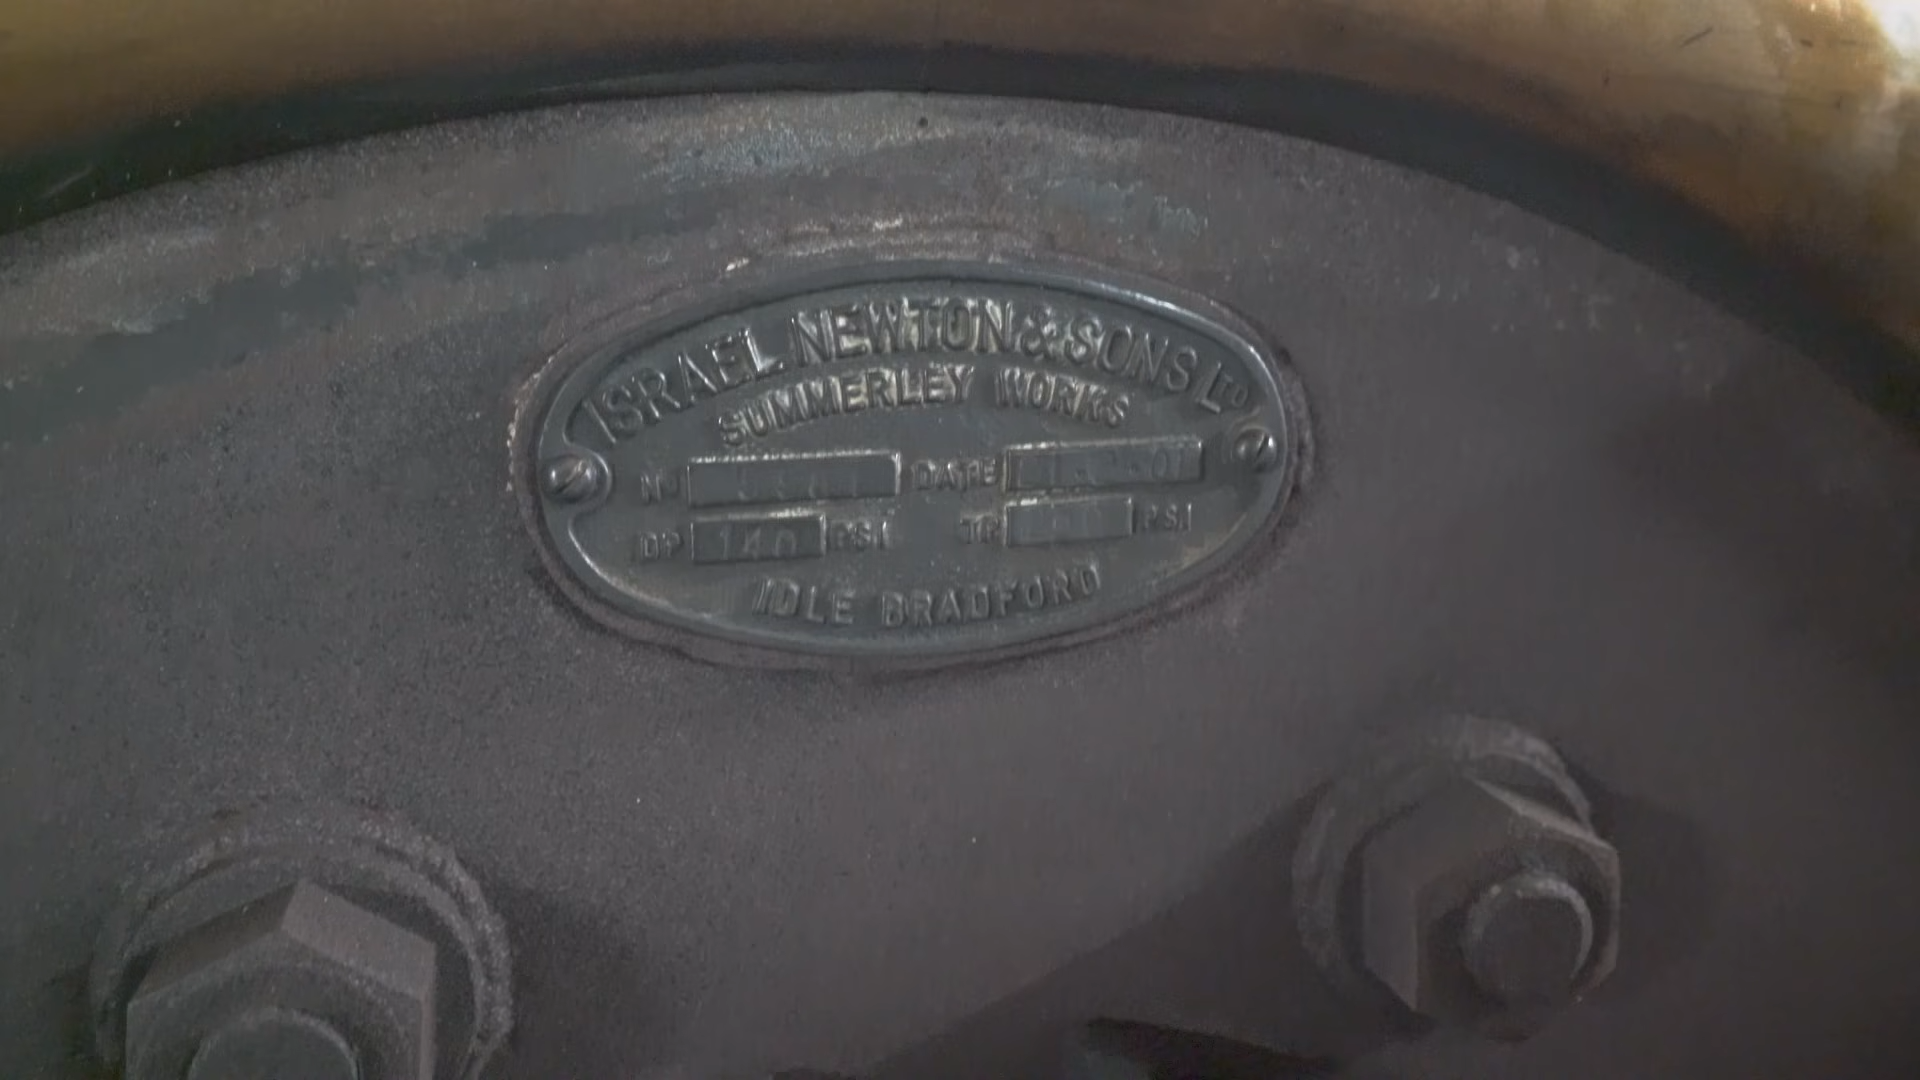 ISRAEL NEWTON & SONS LTD
SUMMERLEY WORKS
NO DATE
DP 140 PSI TP PSI
IDLE BRADFORD